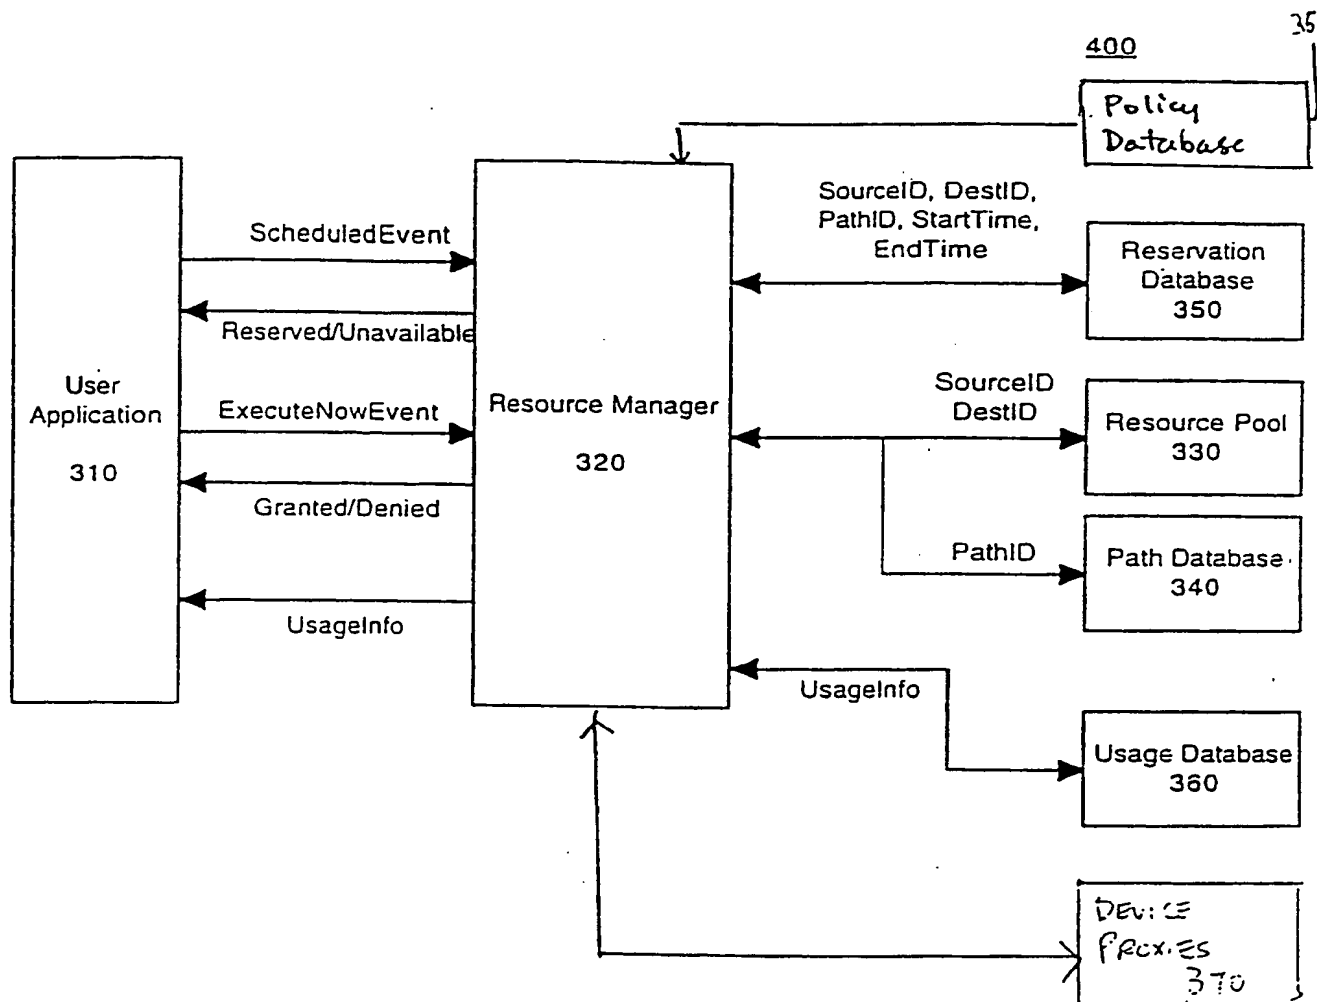 400
35
Policy
Database
SourceID, DestID,
PathID, StartTime,
EndTime
ScheduledEvent
Reservation
Database
350
Reserved/Unavailable
User
Application
310
ExecuteNowEvent
Resource Manager
320
SourceID
DestID
Resource Pool
330
Granted/Denied
PathID
Path Database
340
UsageInfo
UsageInfo
Usage Database
360
DEVICE
PROXIES
370